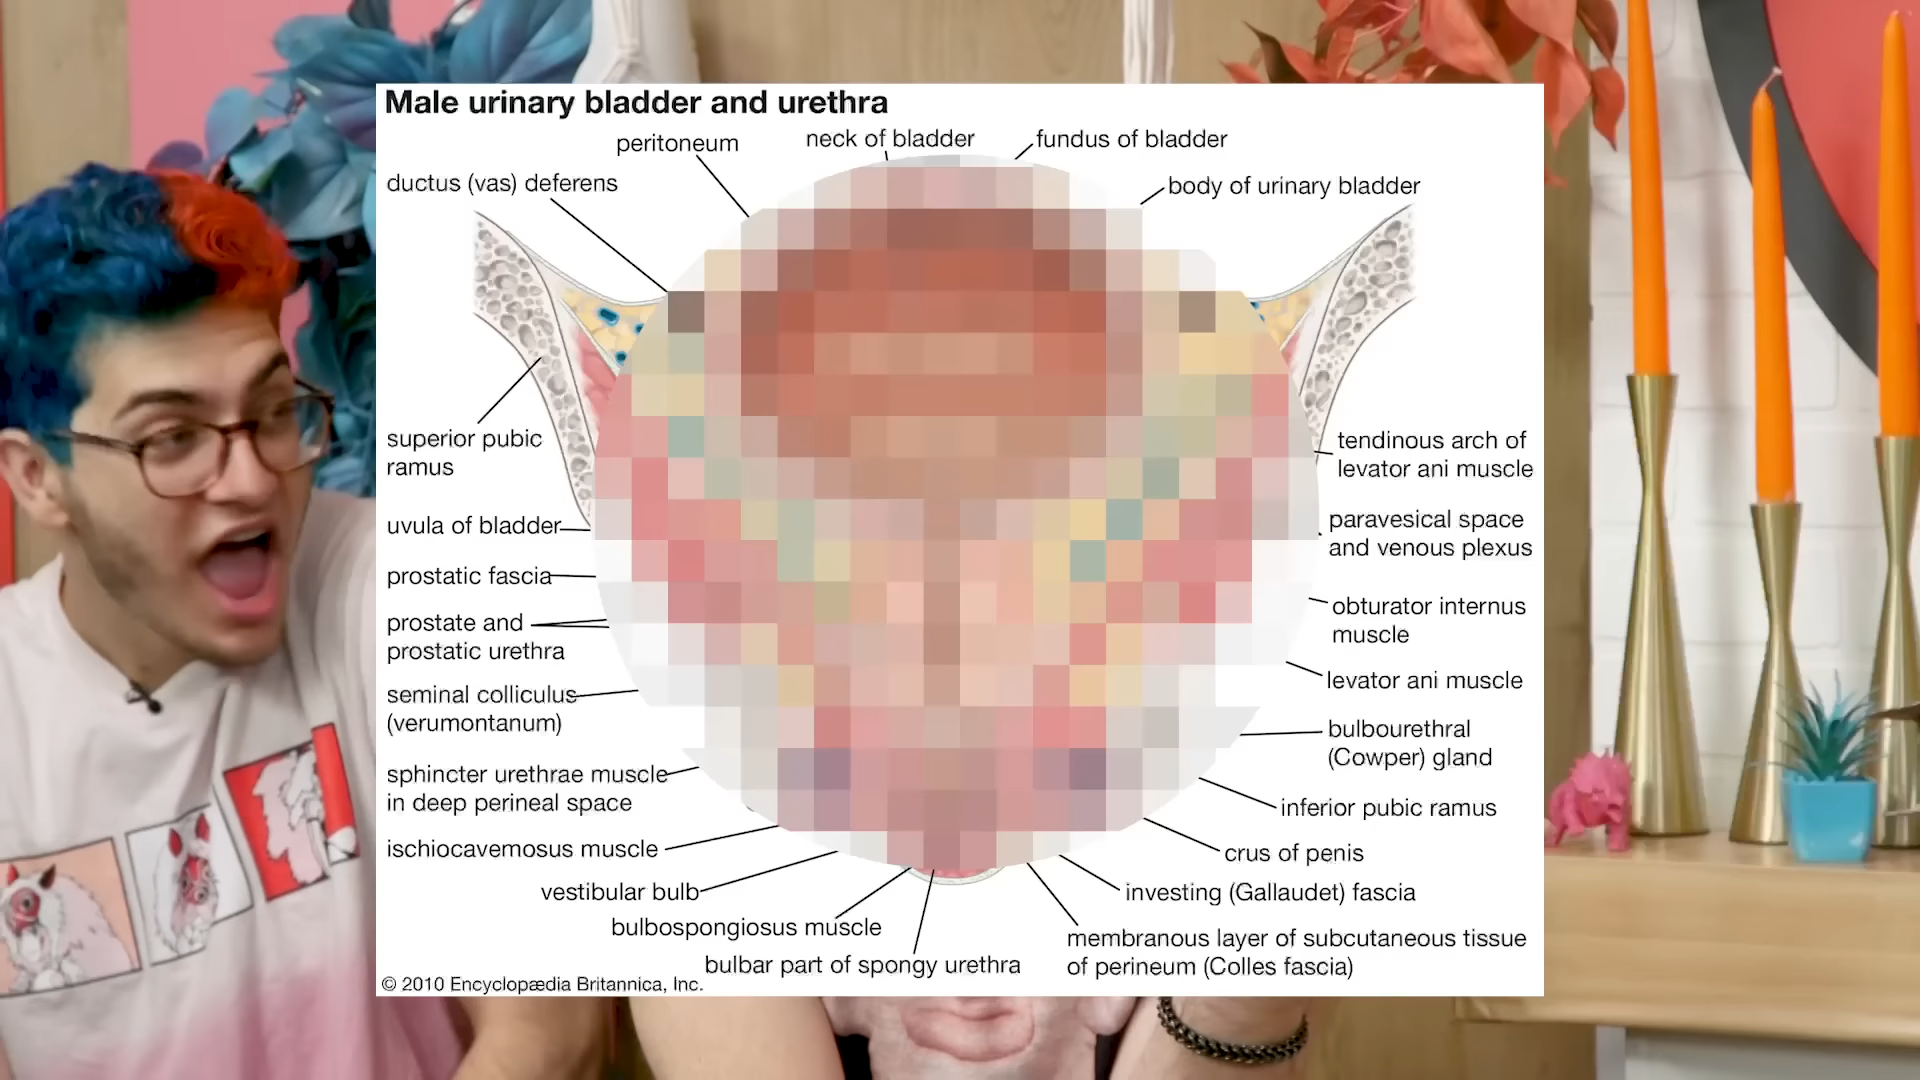 Male urinary bladder and urethra
peritoneum
neck of bladder
fundus of bladder
ductus (vas) deferens
body of urinary bladder
superior pubic
ramus
tendinous arch of
levator ani muscle
uvula of bladder
paravesical space
and venous plexus
prostatic fascia
prostate and
prostatic urethra
obturator internus
muscle
seminal colliculus
(verumontanum)
levator ani muscle
bulbourethral
(Cowper) gland
sphincter urethrae muscle
in deep perineal space
inferior pubic ramus
ischiocavemosus muscle
crus of penis
vestibular bulb
investing (Gallaudet) fascia
bulbospongiosus muscle
membranous layer of subcutaneous tissue
of perineum (Colles fascia)
bulbar part of spongy urethra
© 2010 Encyclopædia Britannica, Inc.